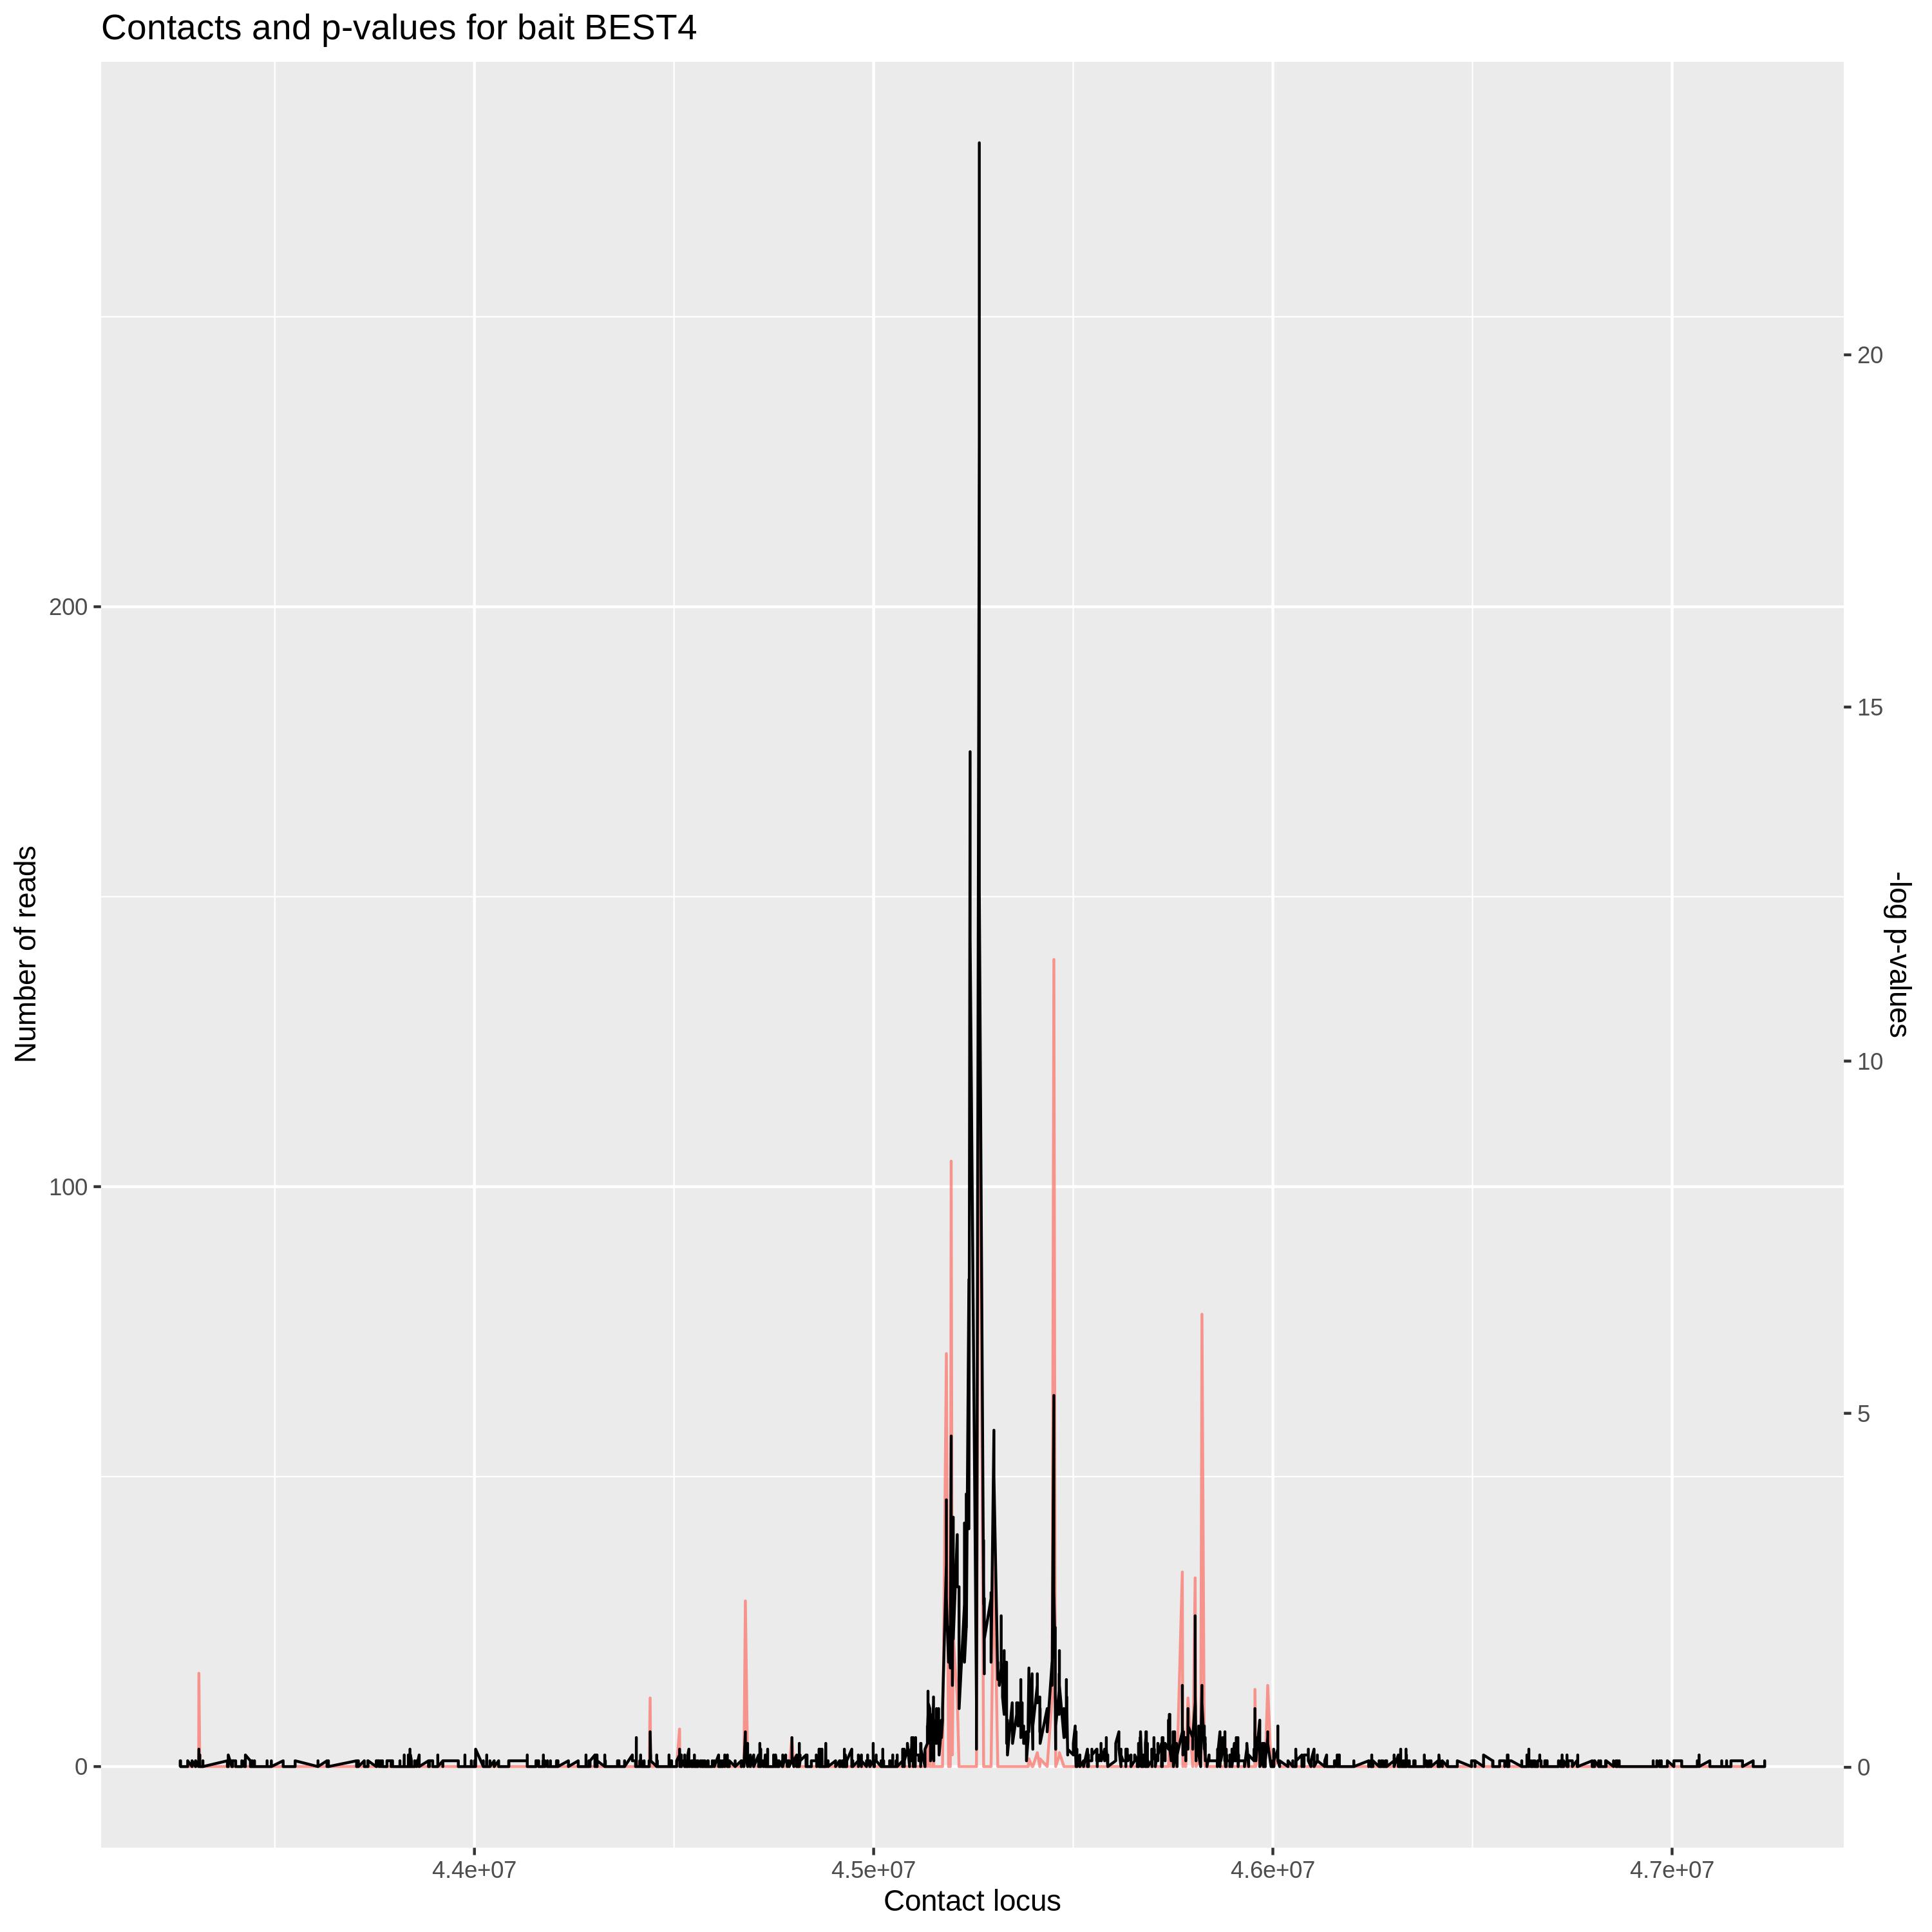 Contacts and p-values for bait BEST4
Number of reads
200
100
0
20
15
10
5
0
-log p-values
4.4e+07
4.5e+07
4.6e+07
4.7e+07
Contact locus